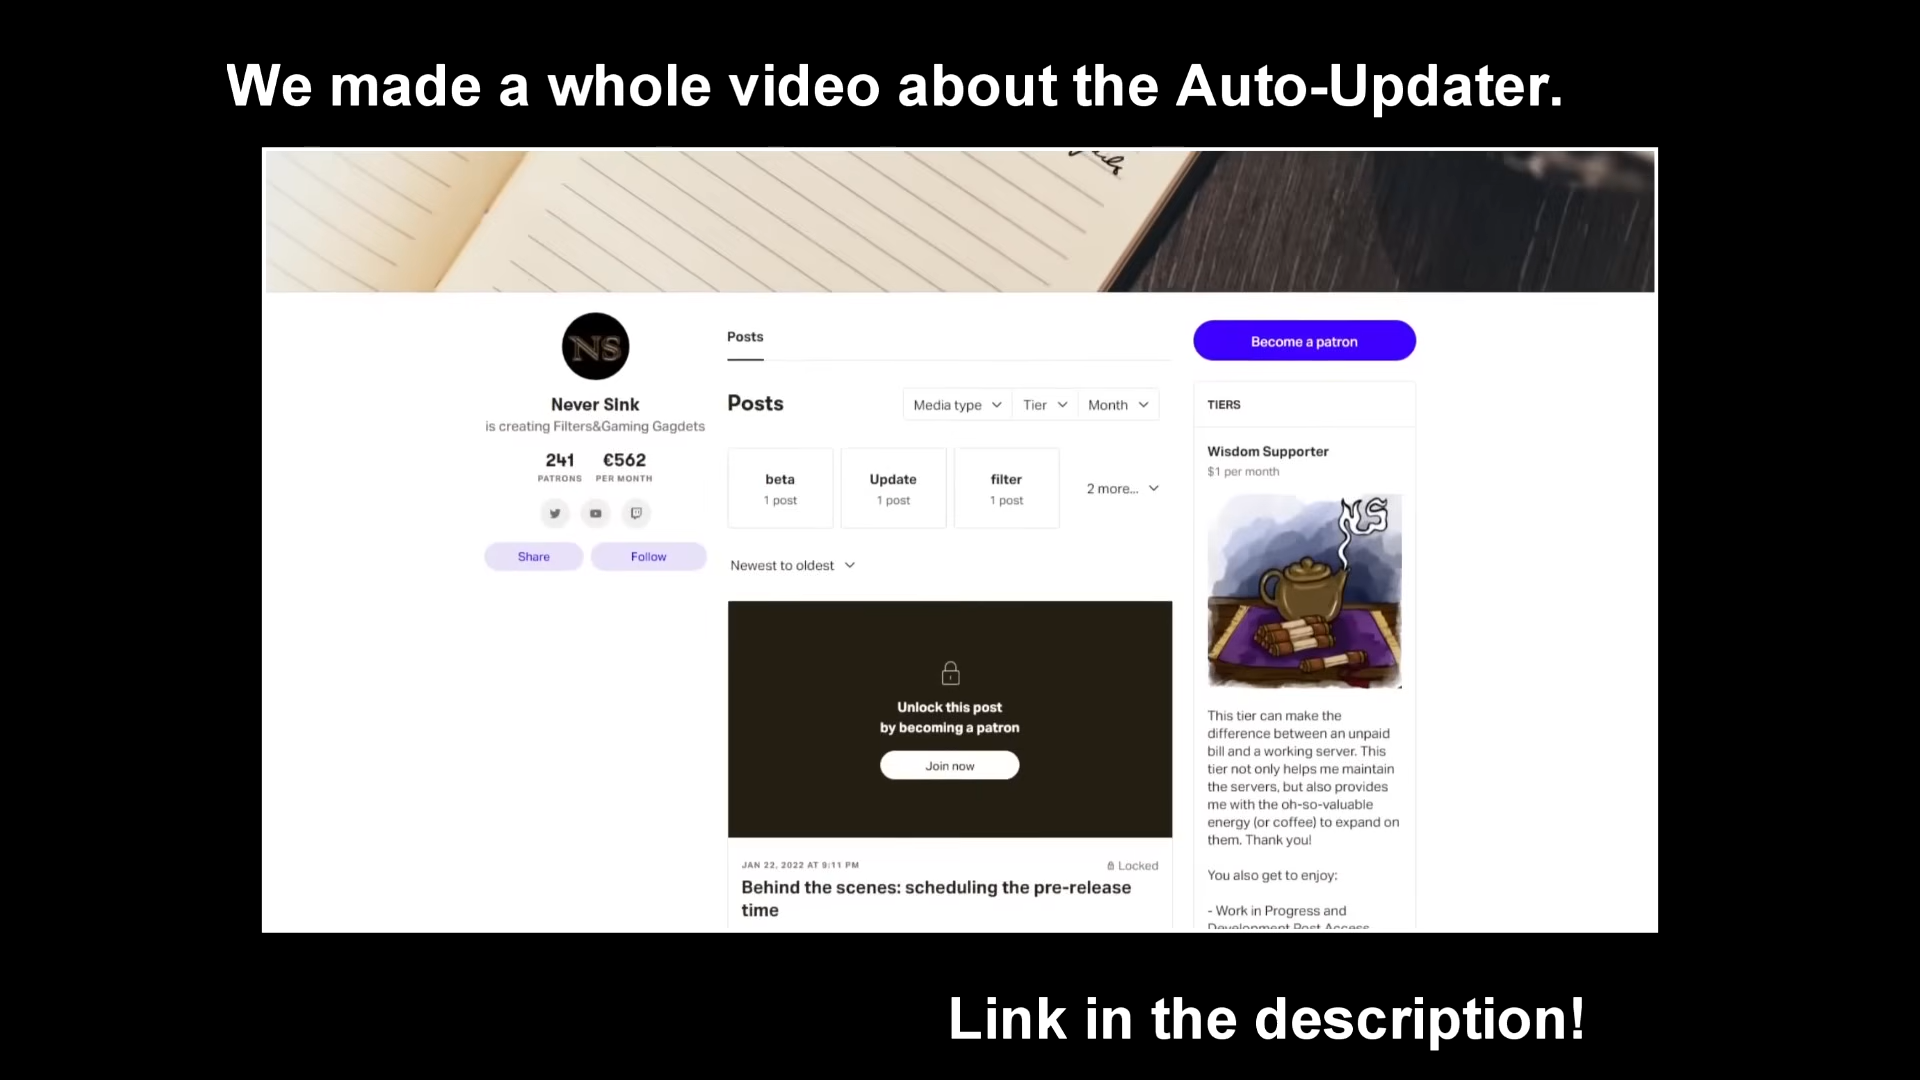 We made a whole video about the Auto-Updater.
NS
Never SInk
is creating Filters&Gaming Gagdets
241
PATRONS
€562
PER MONTH
Share
Follow
Posts
Posts
Media type
Tier
Month
beta
1 post
Update
1 post
filter
1 post
2 more...
Newest to oldest
Unlock this post
by becoming a patron
Join now
JAN 22, 2022 AT 9:11 PM
Locked
Behind the scenes: scheduling the pre-release
time
Become a patron
TIERS
Wisdom Supporter
$1 per month
NS
This tier can make the
difference between an unpaid
bill and a working server. This
tier not only helps me maintain
the servers, but also provides
me with the oh-so-valuable
energy (or coffee) to expand on
them. Thank you!
You also get to enjoy:
- Work in Progress and
Development Post Access
Link in the description!